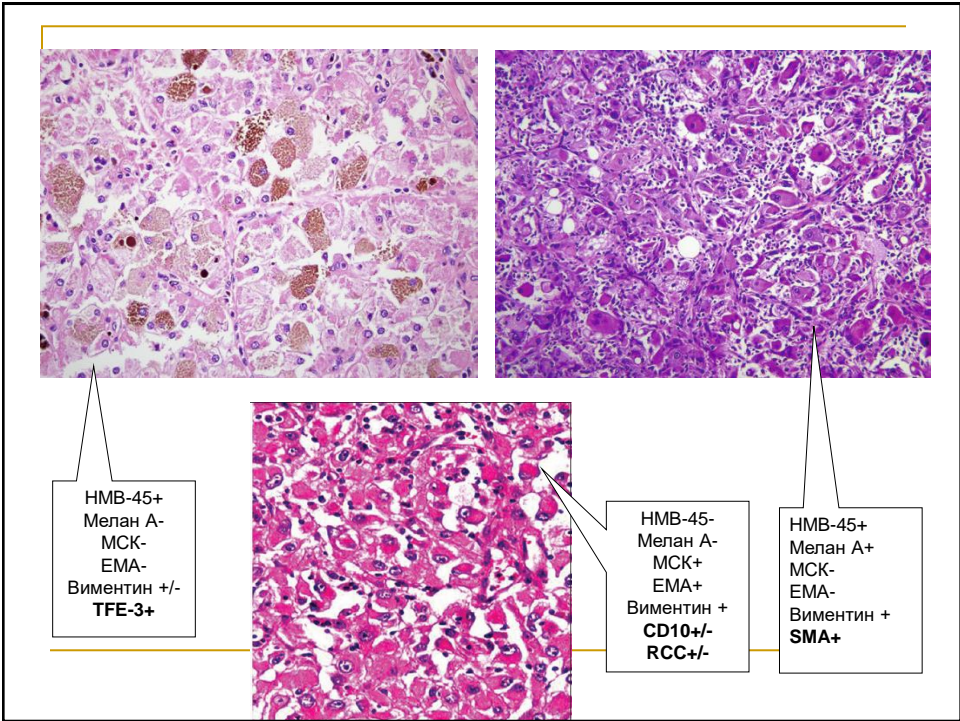 HMB-45+
Мелан А-
МСК-
ЕМА-
Виментин +/-
TFE-3+
HMB-45-
Мелан А-
МСК+
ЕМА+
Виментин +
CD10+/-
RCC+/-
HMB-45+
Мелан А+
МСК-
ЕМА-
Виментин +
SMA+